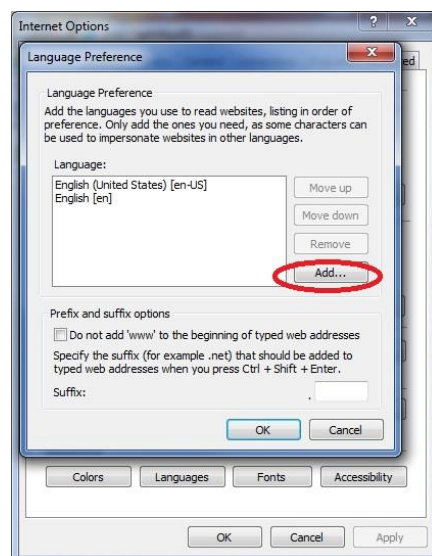 Internet Options
Language Preference
ed
Language Preference
Add the languages you use to read websites, listing in order of
preference. Only add the ones you need, as some characters can
be used to impersonate websites in other languages.
Language:
English (United States) [en-US]
English [en]
Move up
Move down
Remove
Add...
Prefix and suffix options
Do not add 'www' to the beginning of typed web addresses
Specify the suffix (for example .net) that should be added to
typed web addresses when you press Ctrl + Shift + Enter.
Suffix:
.
OK Cancel
Colors Languages Fonts Accessibility
OK Cancel Apply